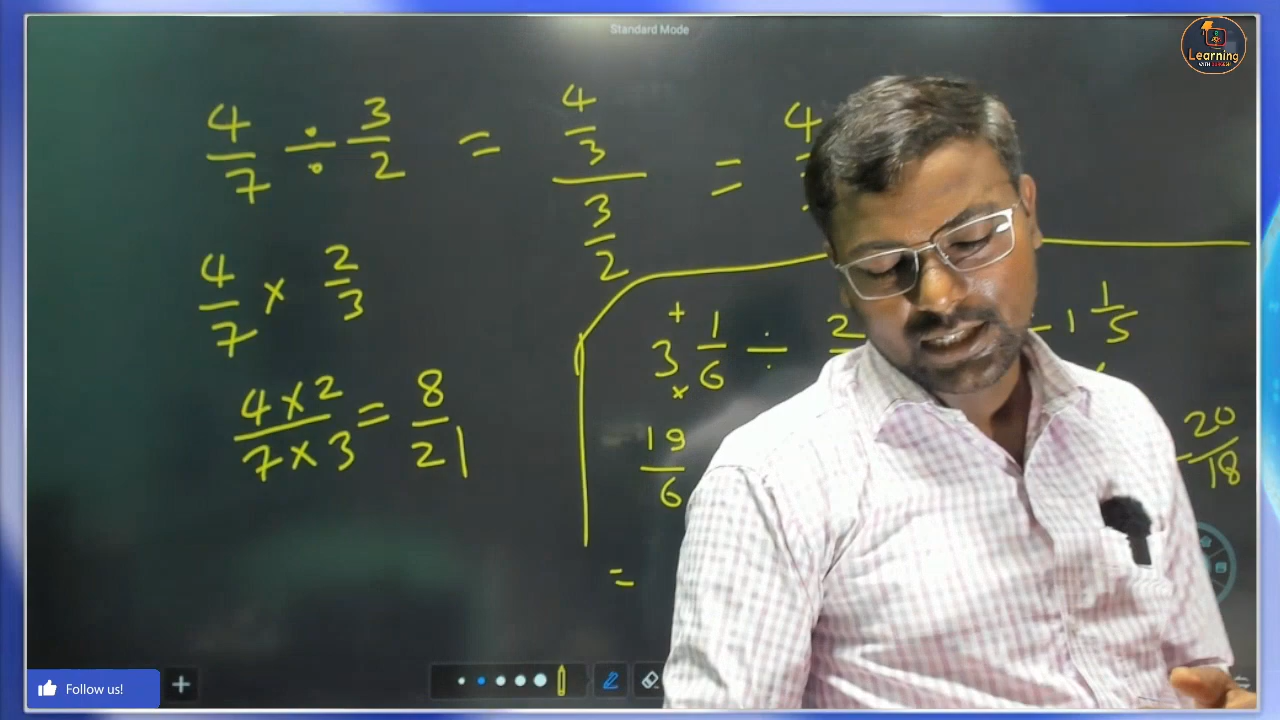 Standard Mode
Learning
4/7 ÷ 3/2 = 4/3 / 3/2 = 4
4/7 × 2/3
4×2/7×3 = 8/21
3 1/6 ÷ 2 - 1 1/5
+
×
19/6 - 20/18
=
Follow us!
+